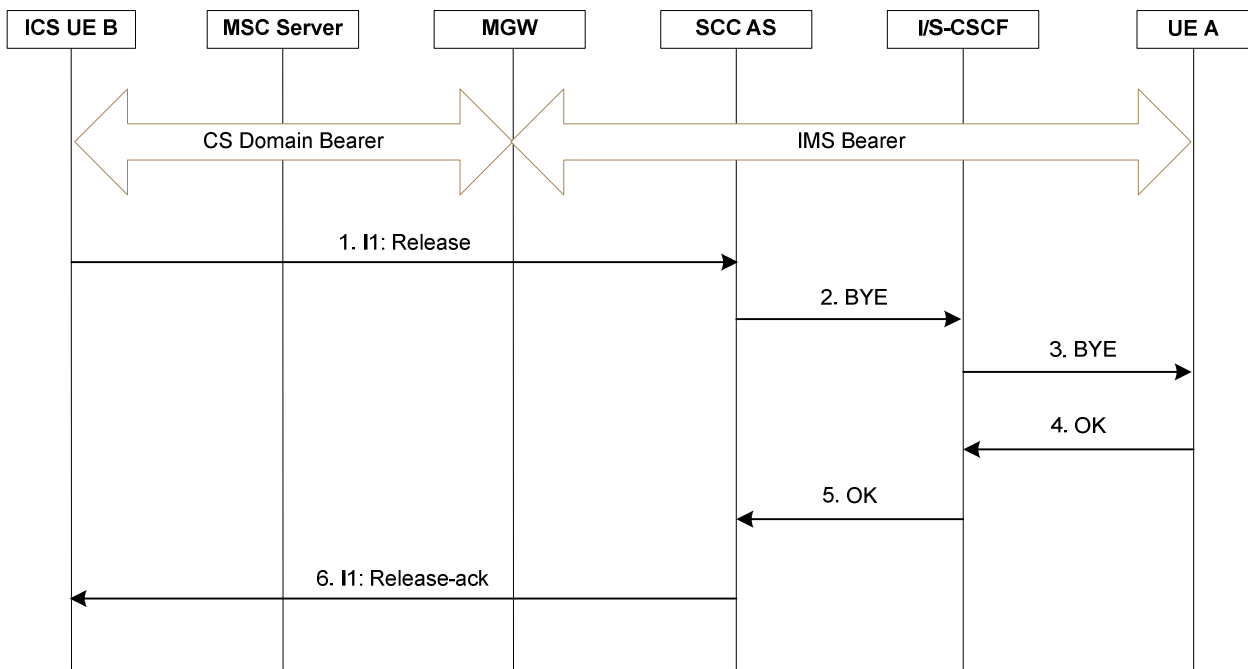 ICS UE B
MSC Server
MGW
SCC AS
I/S-CSCF
UE A
CS Domain Bearer
IMS Bearer
1. I1: Release
2. BYE
3. BYE
4. OK
5. OK
6. I1: Release-ack